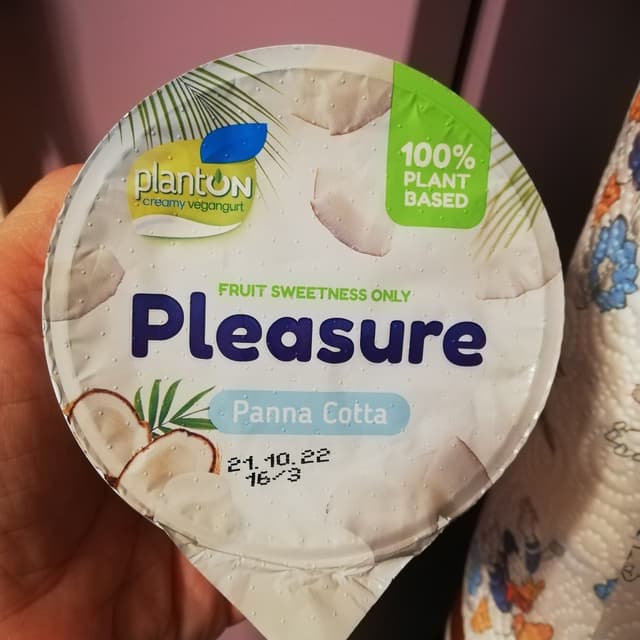 plantON
creamy vegangurt
100%
PLANT
BASED
FRUIT SWEETNESS ONLY
Pleasure
Panna Cotta
21.10.22
16/3